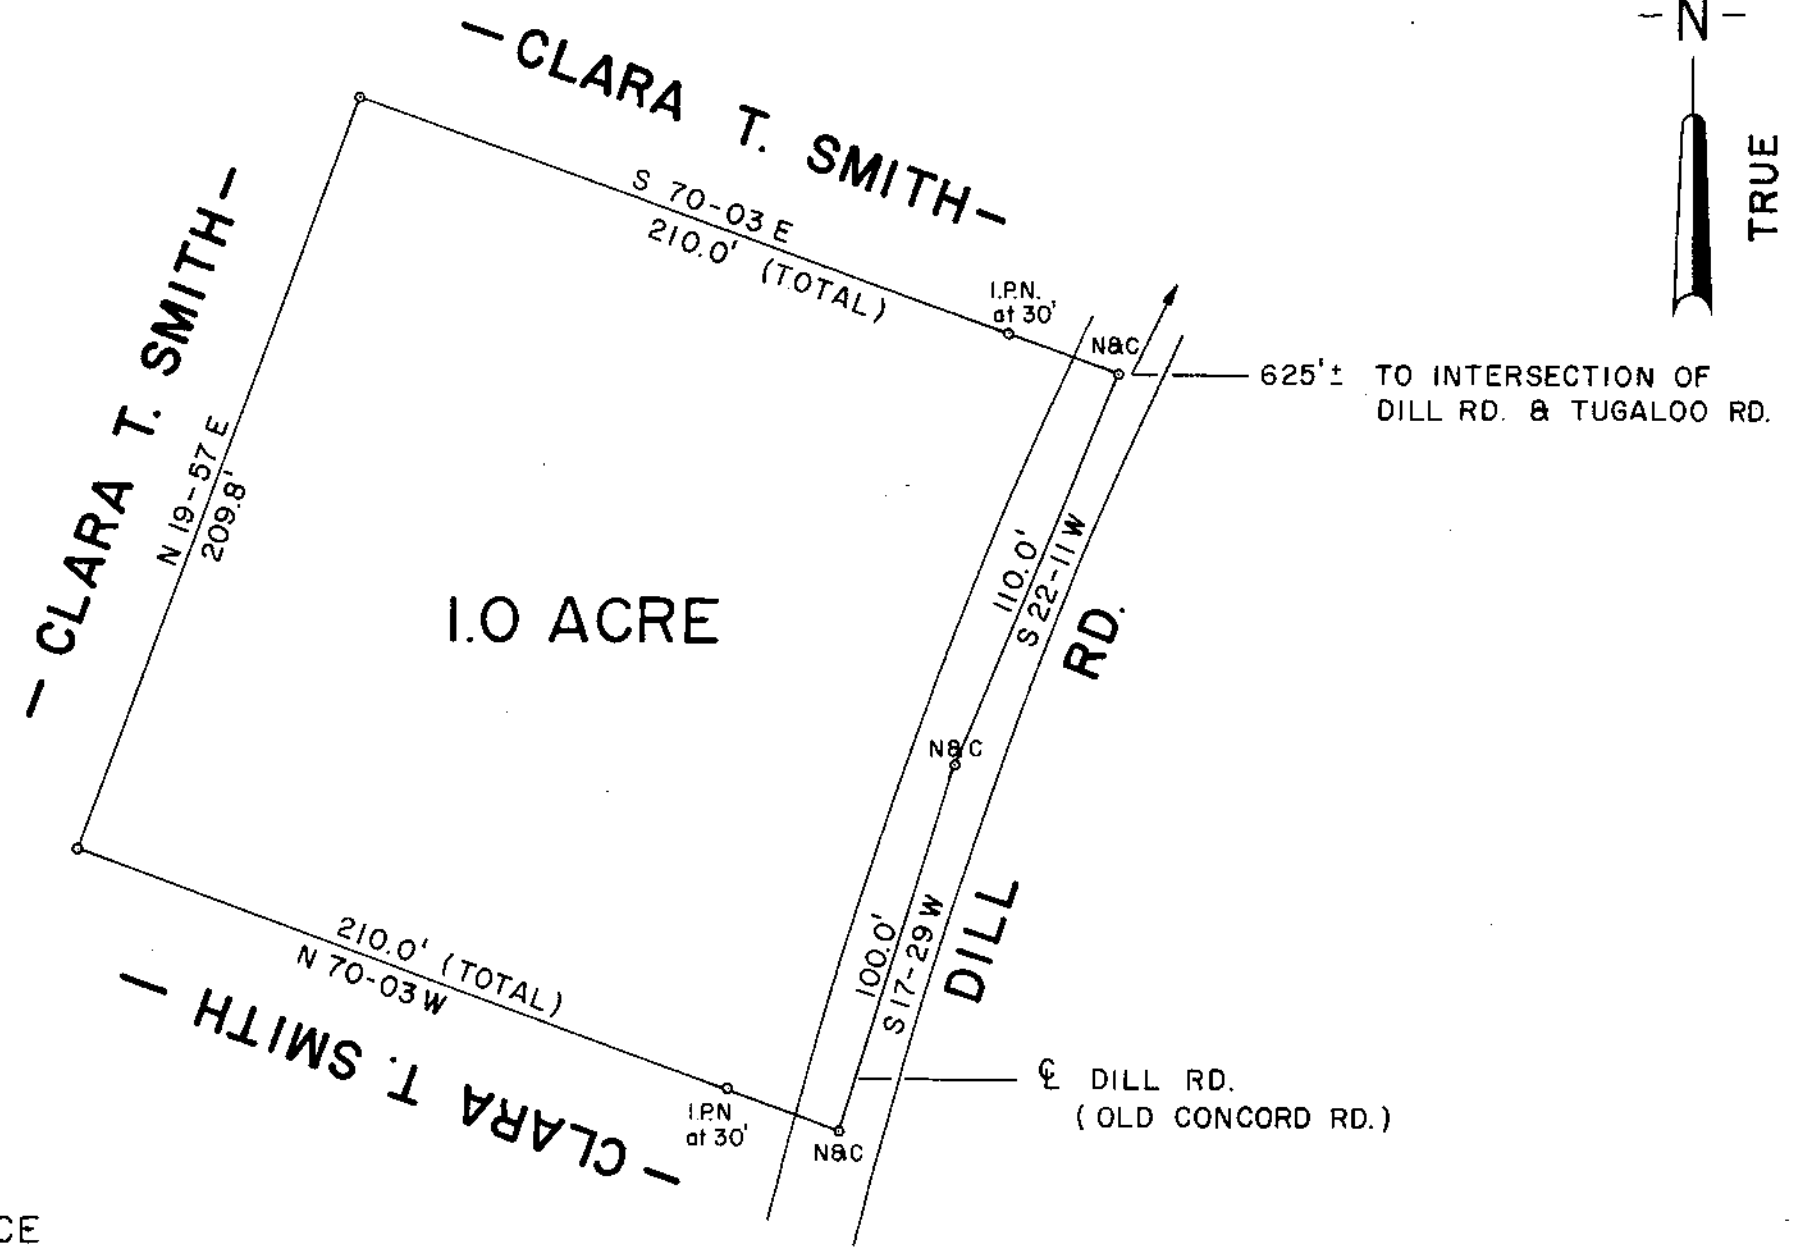 - N -
TRUE
- CLARA T. SMITH -
S 70-03 E
210.0' (TOTAL)
I.P.N.
at 30'
N&C
625'± TO INTERSECTION OF
DILL RD. & TUGALOO RD.
- CLARA T. SMITH -
N 19-57 E
209.8'
1.0 ACRE
110.0'
S 22-11 W
N&C
DILL RD.
100.0'
S 17-29 W
210.0' (TOTAL)
N 70-03 W
- CLARA T. SMITH -
I.P.N
at 30'
N&C
℄ DILL RD.
(OLD CONCORD RD.)
CE